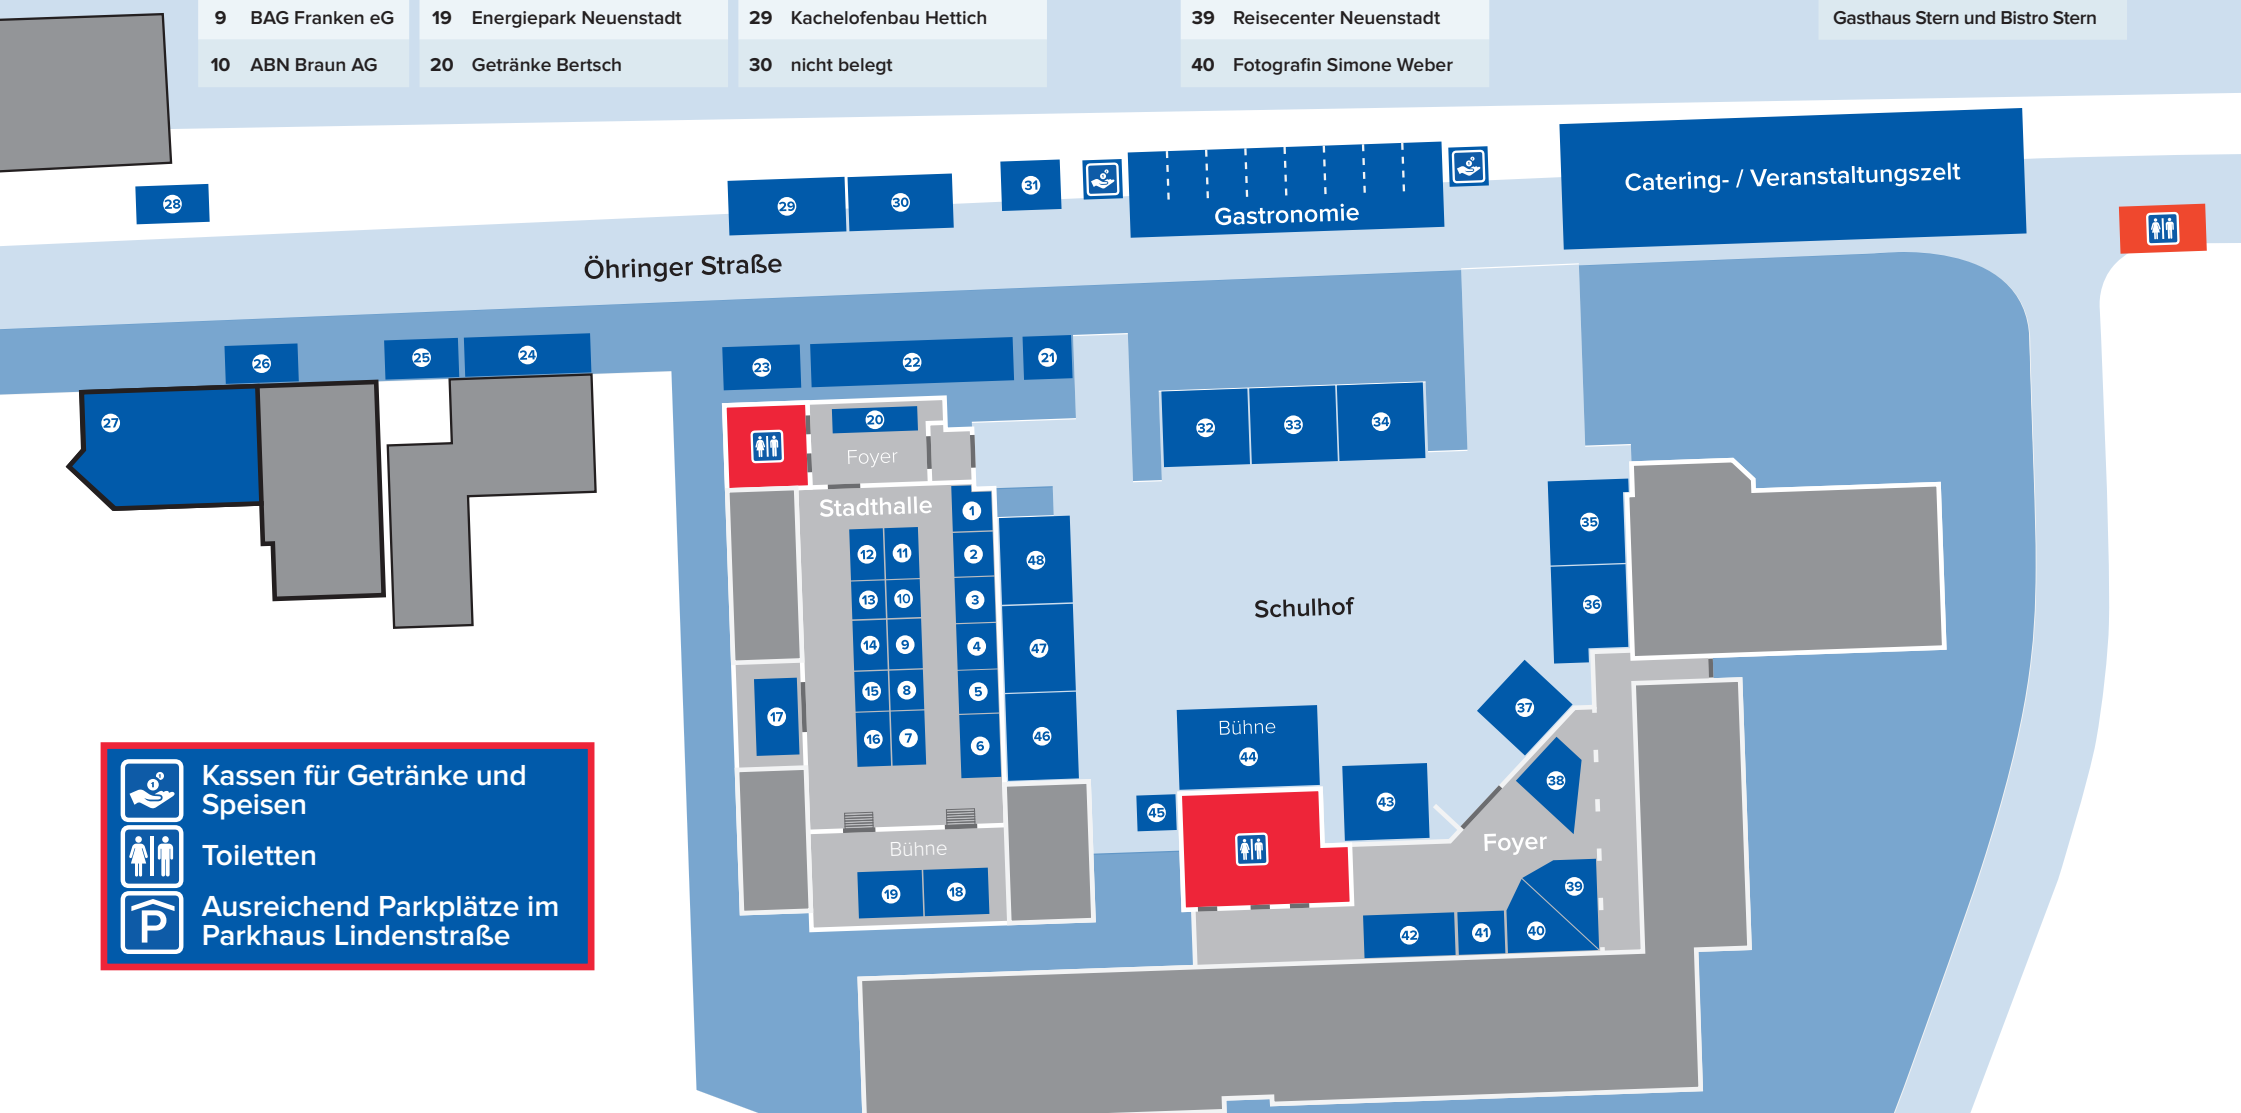 9 BAG Franken eG
19 Energiepark Neuenstadt
29 Kachelofenbau Hettich
39 Reisecenter Neuenstadt
Gasthaus Stern und Bistro Stern
10 ABN Braun AG
20 Getränke Bertsch
30 nicht belegt
40 Fotografin Simone Weber
Catering- / Veranstaltungszelt
28
29
30
31
Gastronomie
Öhringer Straße
26
25
24
23
22
21
27
20
Foyer
32
33
34
Stadthalle
1
12
11
2
48
35
13
10
3
Schulhof
36
14
9
4
47
15
8
5
17
16
7
6
46
37
Bühne
44
38
45
43
Foyer
Bühne
19
18
39
42
41
40
Kassen für Getränke und
Speisen
Toiletten
P
Ausreichend Parkplätze im
Parkhaus Lindenstraße